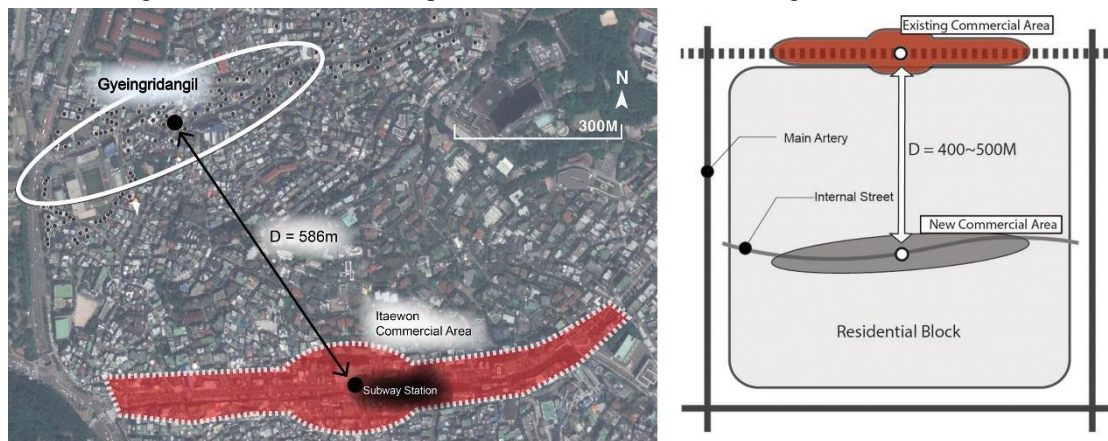 Gyeingridangil
N
300M
D = 586m
Itaewon
Commercial Area
Subway Station
Existing Commercial Area
Main Artery
D = 400~500M
Internal Street
New Commercial Area
Residential Block